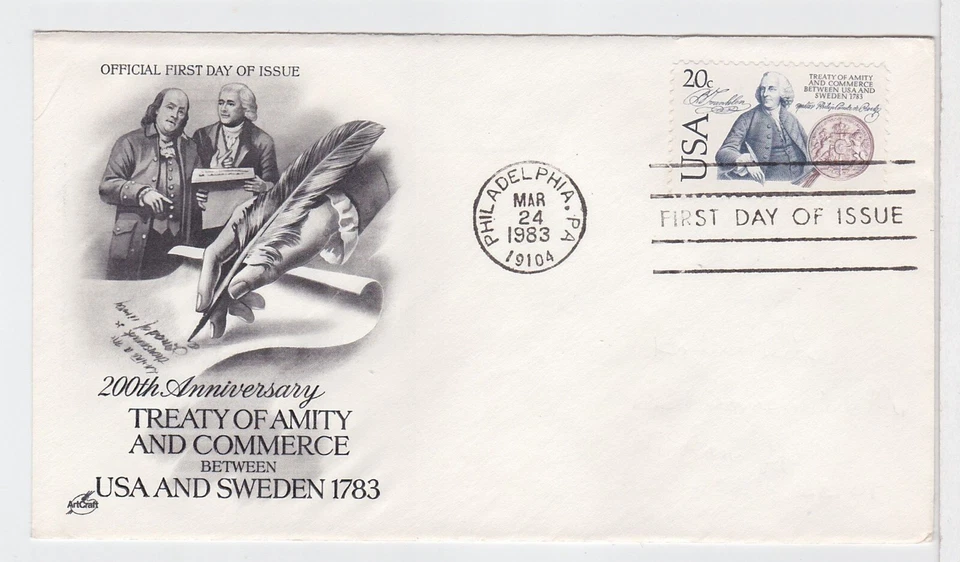 OFFICIAL FIRST DAY OF ISSUE
200th Anniversary
TREATY OF AMITY
AND COMMERCE
BETWEEN
USA AND SWEDEN 1783
ArtCraft
PHILADELPHIA, PA
MAR
24
1983
19104
20c
USA
B Franklin
TREATY OF AMITY
AND COMMERCE
BETWEEN USA AND
SWEDEN 1783
FIRST DAY OF ISSUE